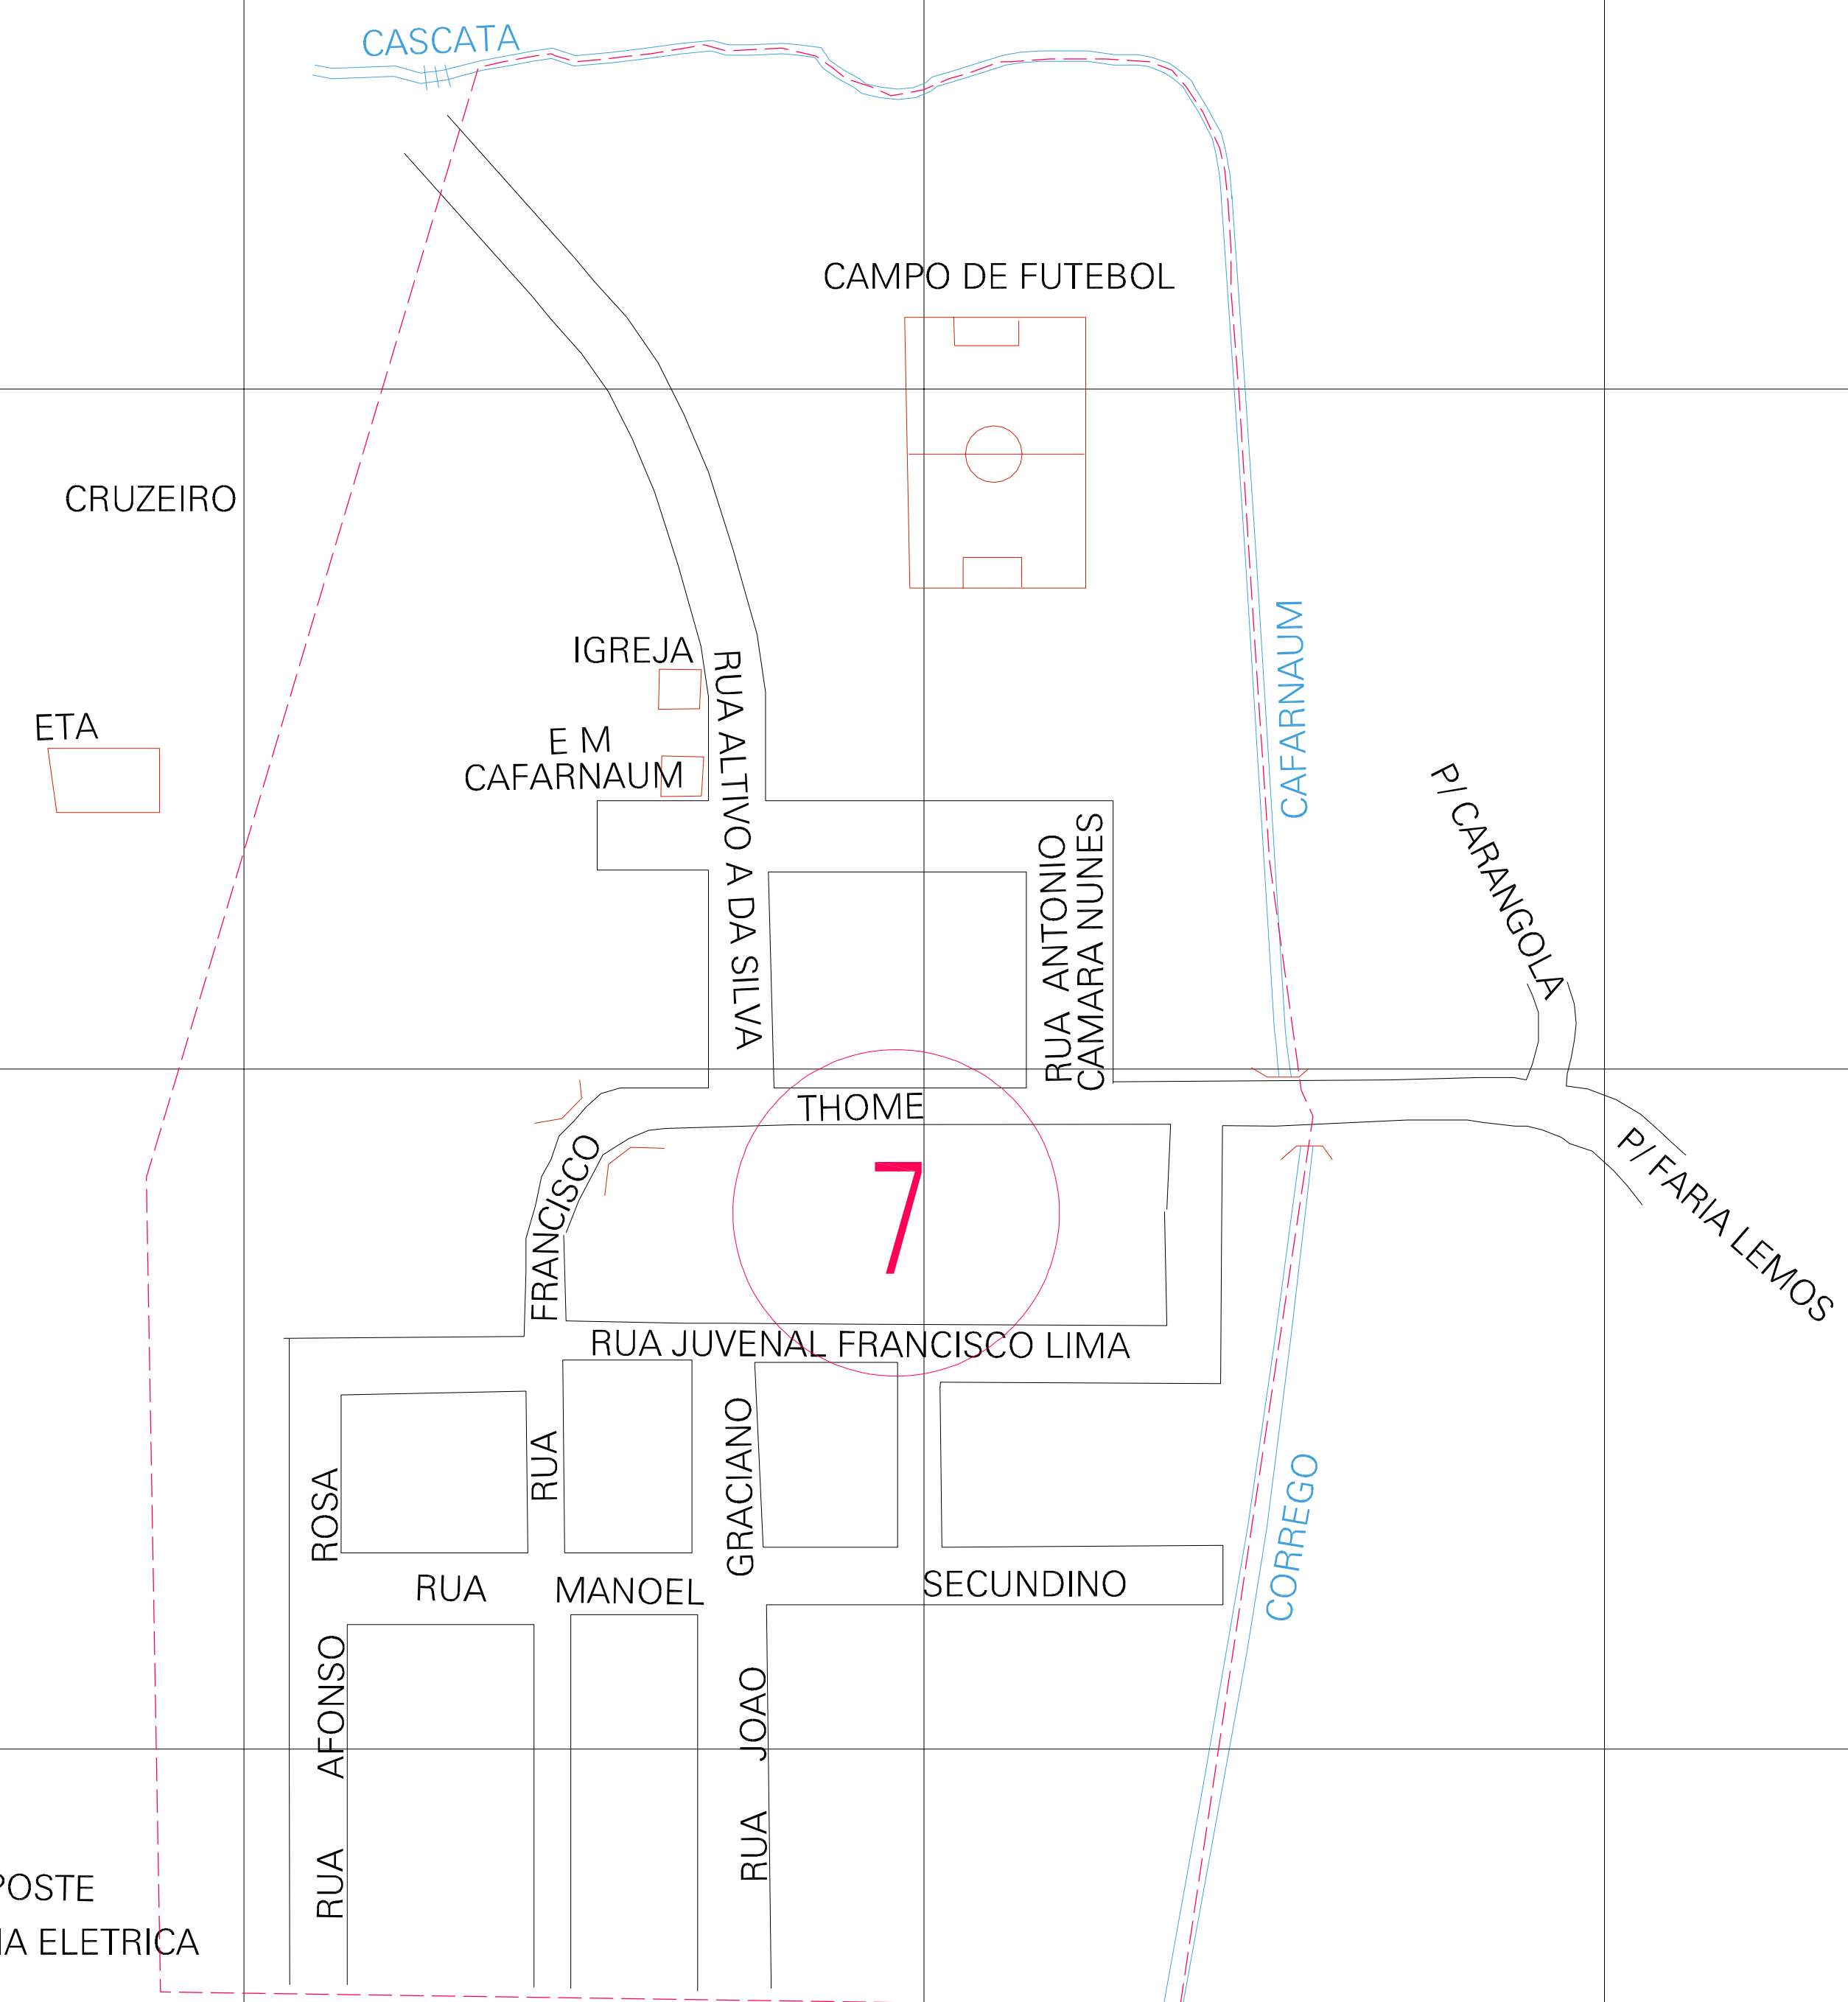 CASCATA
CAMPO DE FUTEBOL
CRUZEIRO
IGREJA
RUA ALTIVO A DA SILVA
CAFARNAUM
ETA
E M
CAFARNAUM
P/ CARANGOLA
RUA ANTONIO
CAMARA NUNES
THOME
FRANCISCO
RUA
7
P/ FARIA LEMOS
RUA JUVENAL FRANCISCO LIMA
ROSA
AFONSO
RUA
GRACIANO
JOAO
RUA
CORREGO
RUA MANOEL SECUNDINO
POSTE
IA ELETRICA